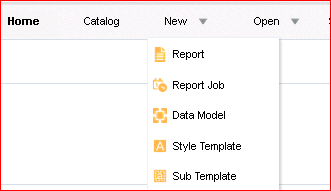 Home Catalog New Open
Report
Report Job
Data Model
A Style Template
Sub Template